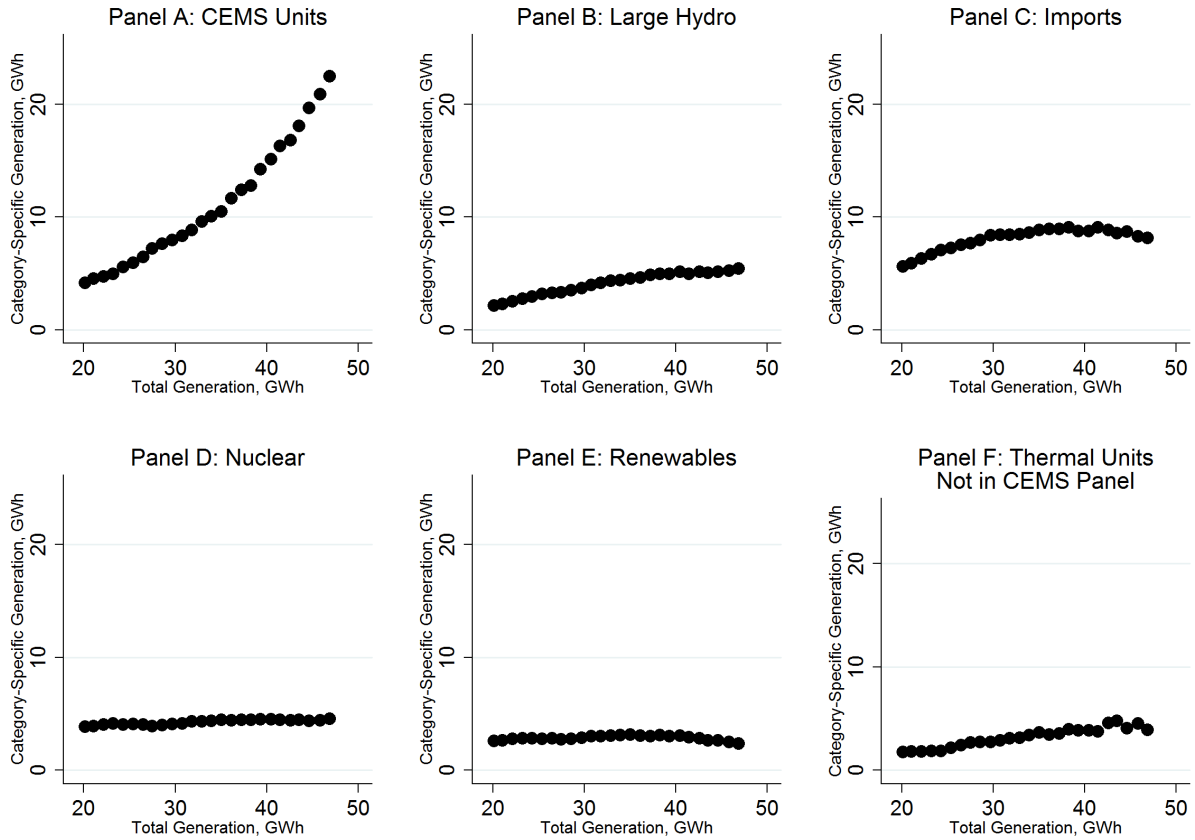 Panel A: CEMS Units
Category-Specific Generation, GWh
20
10
0
20 30 40 50
Total Generation, GWh
Panel B: Large Hydro
Category-Specific Generation, GWh
20
10
0
20 30 40 50
Total Generation, GWh
Panel C: Imports
Category-Specific Generation, GWh
20
10
0
20 30 40 50
Total Generation, GWh
Panel D: Nuclear
Category-Specific Generation, GWh
20
10
0
20 30 40 50
Total Generation, GWh
Panel E: Renewables
Category-Specific Generation, GWh
20
10
0
20 30 40 50
Total Generation, GWh
Panel F: Thermal Units
Not in CEMS Panel
Category-Specific Generation, GWh
20
10
0
20 30 40 50
Total Generation, GWh